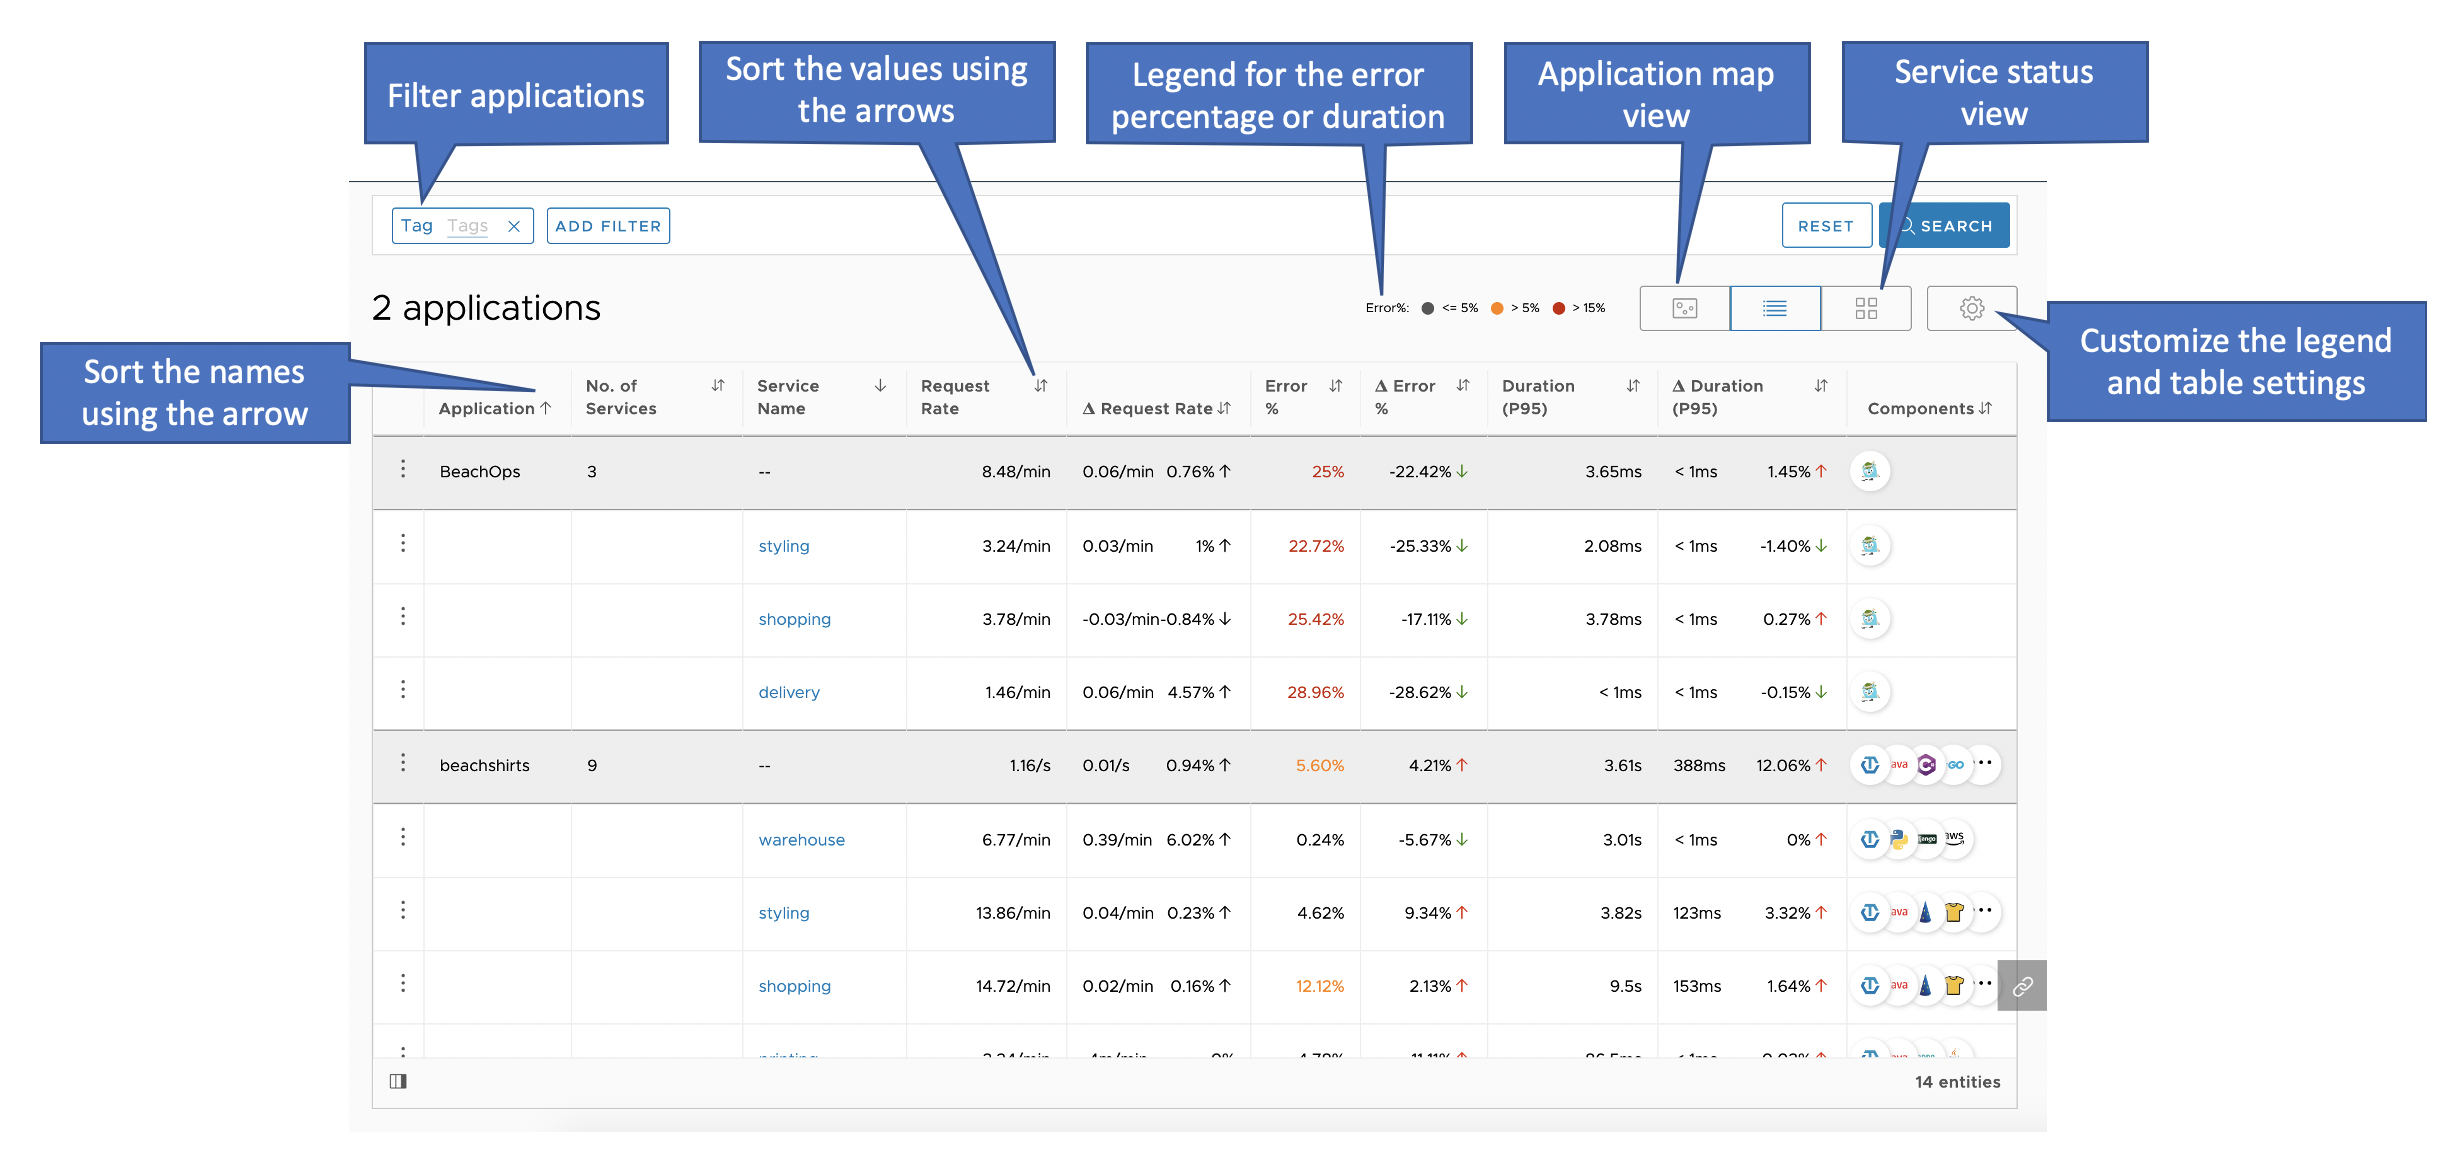 Filter applications
Sort the values using
the arrows
Legend for the error
percentage or duration
Application map
view
Service status
view
Tag Tags × ADD FILTER RESET SEARCH
2 applications
Error%: <= 5% > 5% > 15%
Customize the legend
and table settings
Sort the names
using the arrow
Application ↑
No. of
Services
Service
Name
Request
Rate
Δ Request Rate
Error
%
Δ Error
%
Duration
(P95)
Δ Duration
(P95)
Components
BeachOps 3 -- 8.48/min 0.06/min 0.76% ↑ 25% -22.42% ↓ 3.65ms < 1ms 1.45% ↑
styling 3.24/min 0.03/min 1% ↑ 22.72% -25.33% ↓ 2.08ms < 1ms -1.40% ↓
shopping 3.78/min -0.03/min -0.84% ↓ 25.42% -17.11% ↓ 3.78ms < 1ms 0.27% ↑
delivery 1.46/min 0.06/min 4.57% ↑ 28.96% -28.62% ↓ < 1ms < 1ms -0.15% ↓
beachshirts 9 -- 1.16/s 0.01/s 0.94% ↑ 5.60% 4.21% ↑ 3.61s 388ms 12.06% ↑ ava C GO
warehouse 6.77/min 0.39/min 6.02% ↑ 0.24% -5.67% ↓ 3.01s < 1ms 0% ↑ aws
styling 13.86/min 0.04/min 0.23% ↑ 4.62% 9.34% ↑ 3.82s 123ms 3.32% ↑ ava
shopping 14.72/min 0.02/min 0.16% ↑ 12.12% 2.13% ↑ 9.5s 153ms 1.64% ↑ ava
14 entities